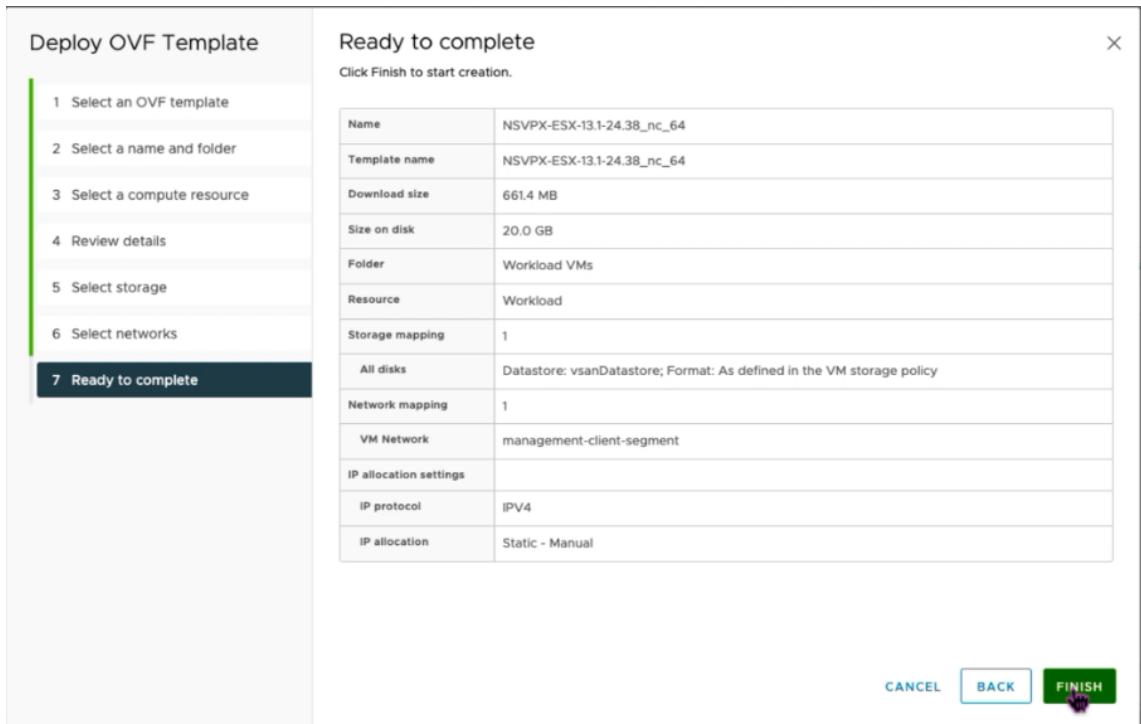 Deploy OVF Template
1 Select an OVF template
2 Select a name and folder
3 Select a compute resource
4 Review details
5 Select storage
6 Select networks
7 Ready to complete
Ready to complete
Click Finish to start creation.
Name NSVPX-ESX-13.1-24.38_nc_64
Template name NSVPX-ESX-13.1-24.38_nc_64
Download size 661.4 MB
Size on disk 20.0 GB
Folder Workload VMs
Resource Workload
Storage mapping 1
All disks Datastore: vsanDatastore; Format: As defined in the VM storage policy
Network mapping 1
VM Network management-client-segment
IP allocation settings
IP protocol IPV4
IP allocation Static - Manual
CANCEL BACK FINISH